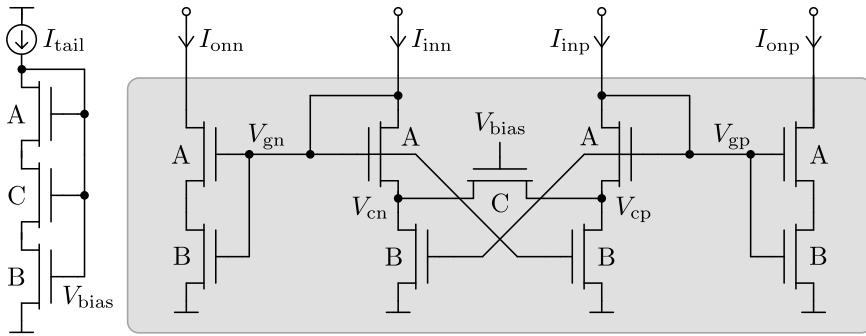 I_tail
I_onn
I_inn
I_inp
I_onp
A
C
B
V_bias
A
B
V_gn
A
V_cn
B
V_bias
C
A
V_cp
B
V_gp
A
B